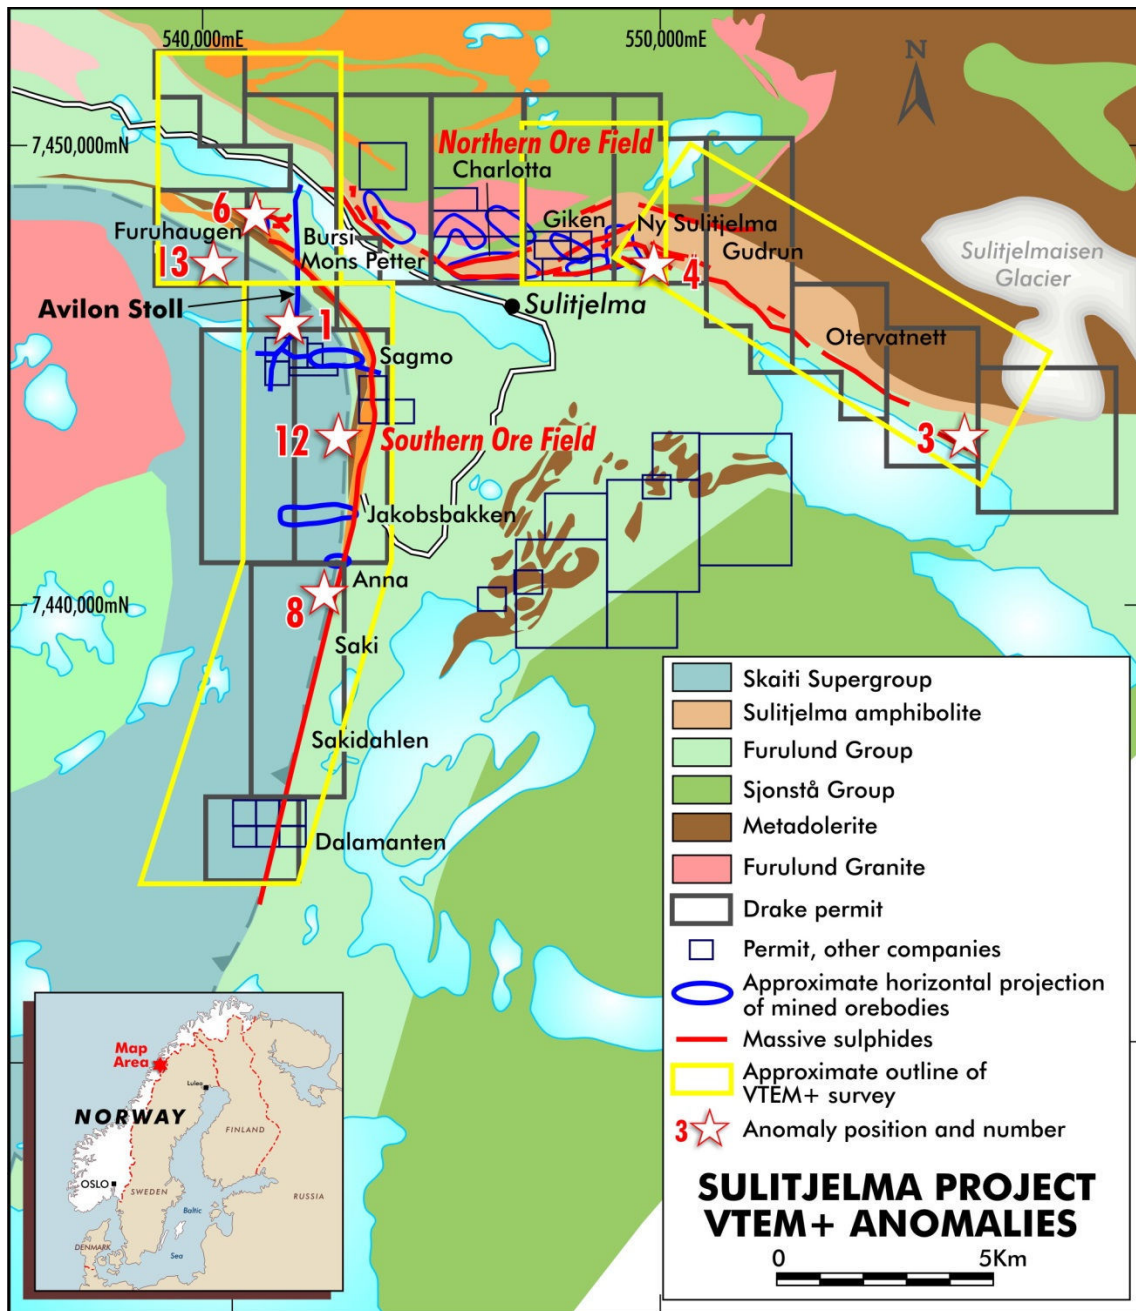 540,000mE
550,000mE
N
7,450,000mN
Northern Ore Field
Charlotta
6
Furuhaugen
Bursi
Giken
Ny Sulitjelma
Mons Petter
Gudrun
Sulitjelmaisen
Glacier
13
4
Avilon Stoll
1
Sulitjelma
Otervatnett
Sagmo
12
Southern Ore Field
3
Jakobsbakken
Anna
7,440,000mN
8
Saki
Sakidahlen
Dalamanten
Skaiti Supergroup
Sulitjelma amphibolite
Furulund Group
Sjonstå Group
Metadolerite
Furulund Granite
Drake permit
Permit, other companies
Approximate horizontal projection
of mined orebodies
Massive sulphides
Approximate outline of
VTEM+ survey
3 Anomaly position and number
SULITJELMA PROJECT
VTEM+ ANOMALIES
0 5Km
Map
Area
Lulea
NORWAY
FINLAND
OSLO
SWEDEN
RUSSIA
Baltic
Sea
DENMARK